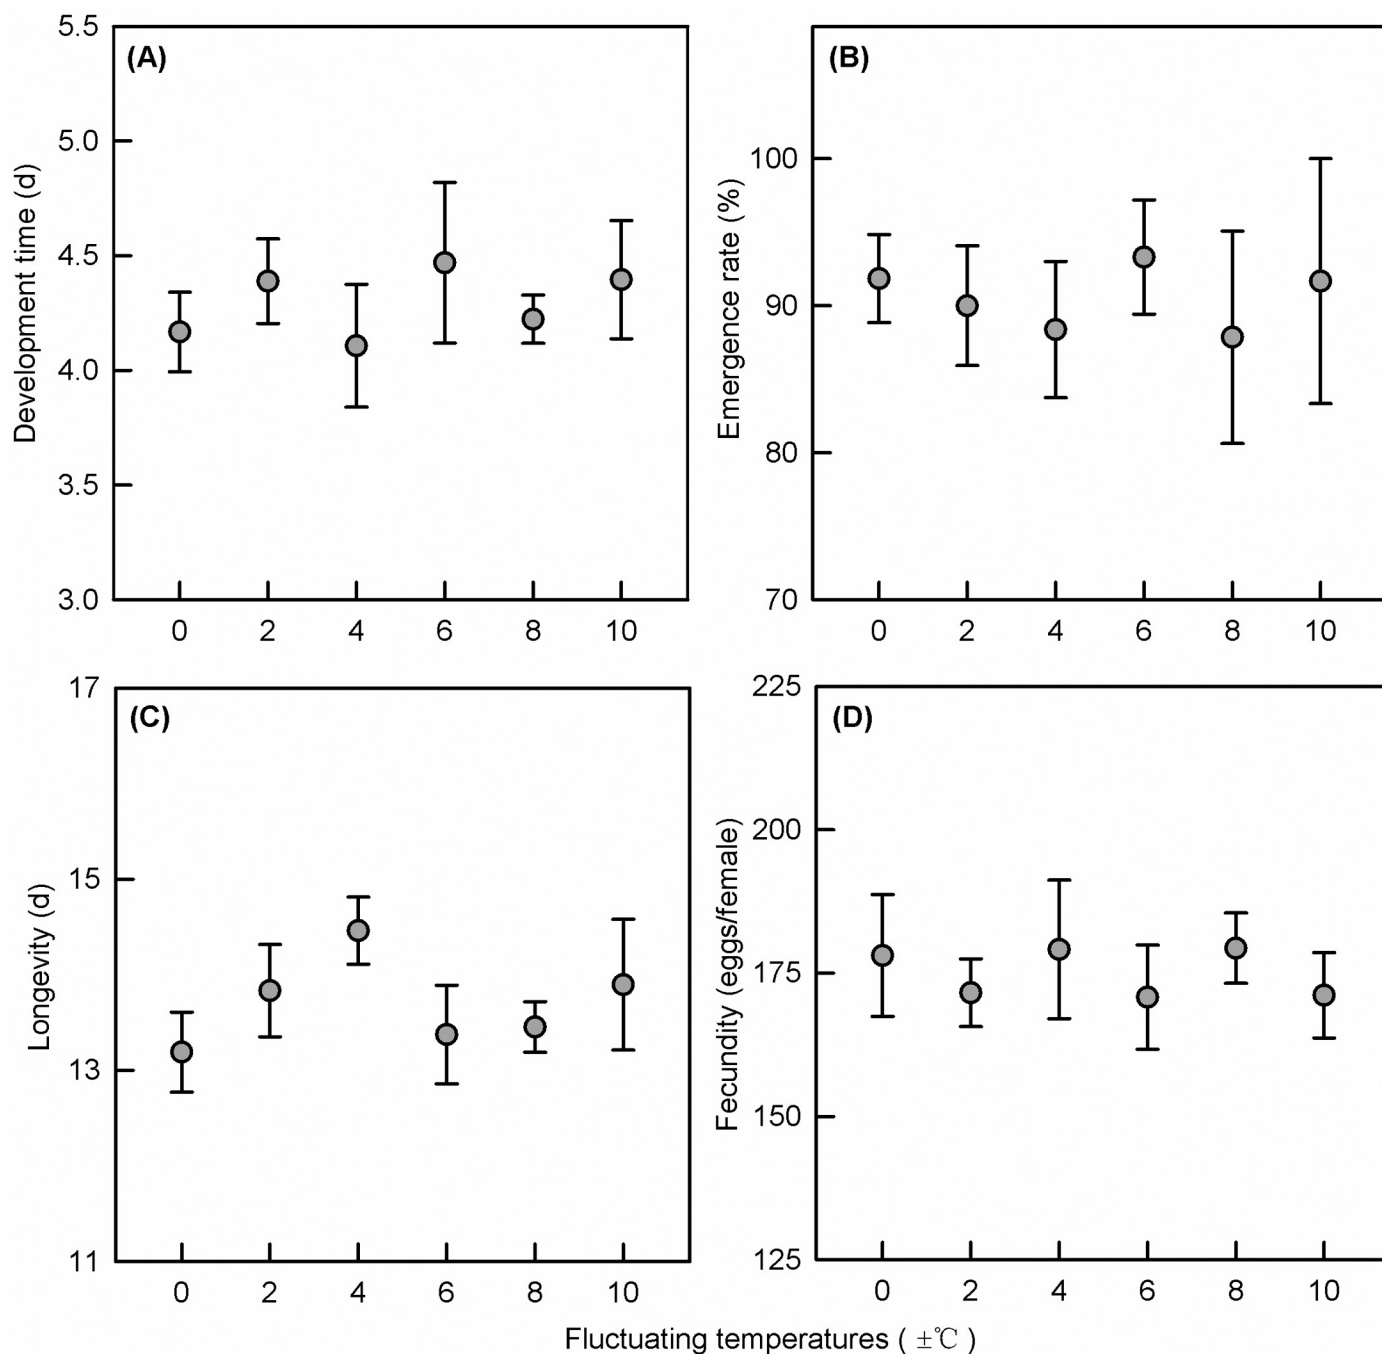 (A)
Development time (d)
5.5
5.0
4.5
4.0
3.5
3.0
0 2 4 6 8 10
(B)
Emergence rate (%)
100
90
80
70
0 2 4 6 8 10
(C)
Longevity (d)
17
15
13
11
0 2 4 6 8 10
(D)
Fecundity (eggs/female)
225
200
175
150
125
0 2 4 6 8 10
Fluctuating temperatures ( ±℃ )